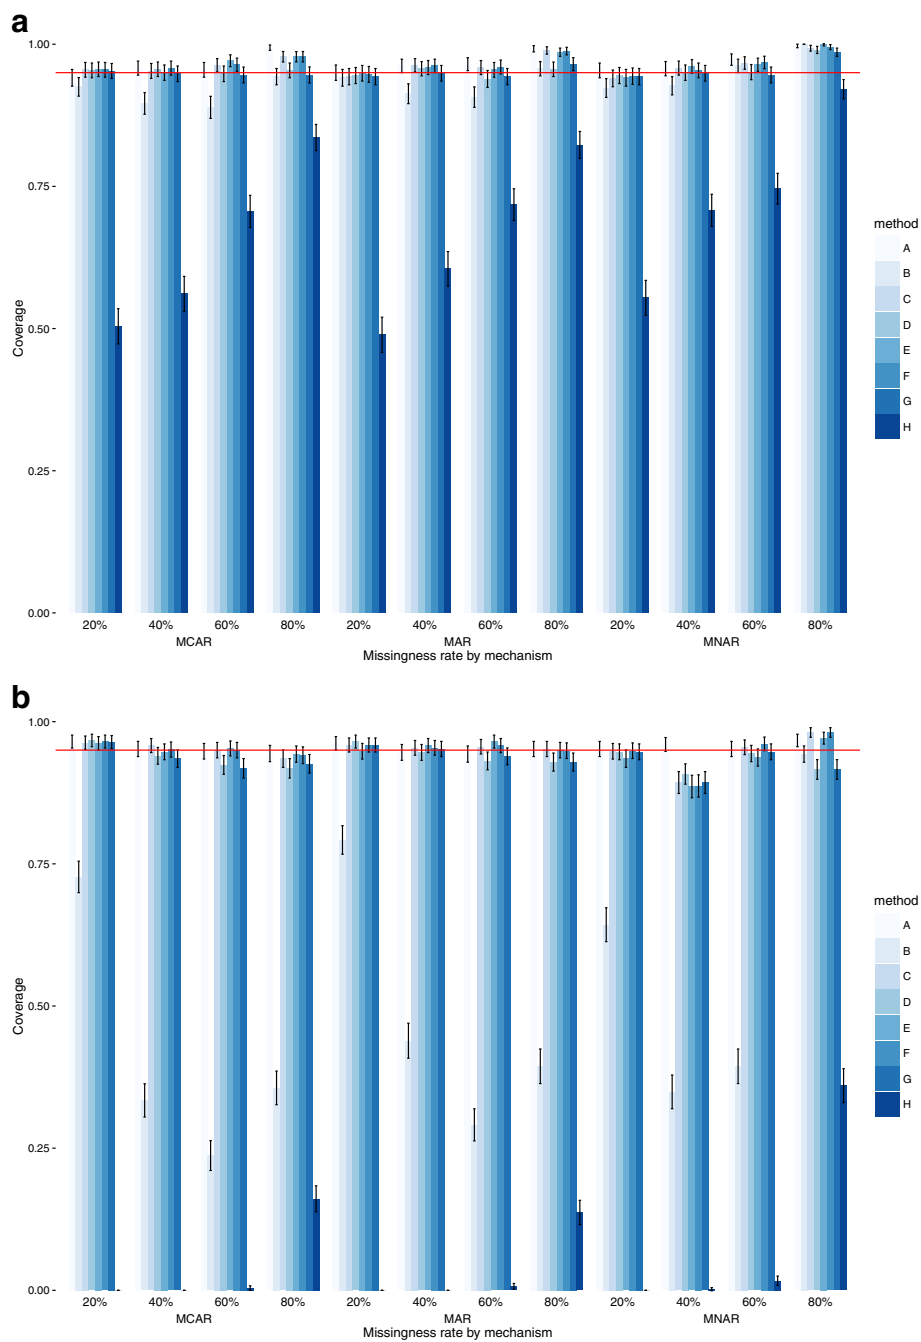 a
1.00
0.75
0.50
0.25
0.00
Coverage
20% 40% 60% 80% 20% 40% 60% 80% 20% 40% 60% 80%
MCAR MAR MNAR
Missingness rate by mechanism
method
A
B
C
D
E
F
G
H
b
1.00
0.75
0.50
0.25
0.00
Coverage
20% 40% 60% 80% 20% 40% 60% 80% 20% 40% 60% 80%
MCAR MAR MNAR
Missingness rate by mechanism
method
A
B
C
D
E
F
G
H